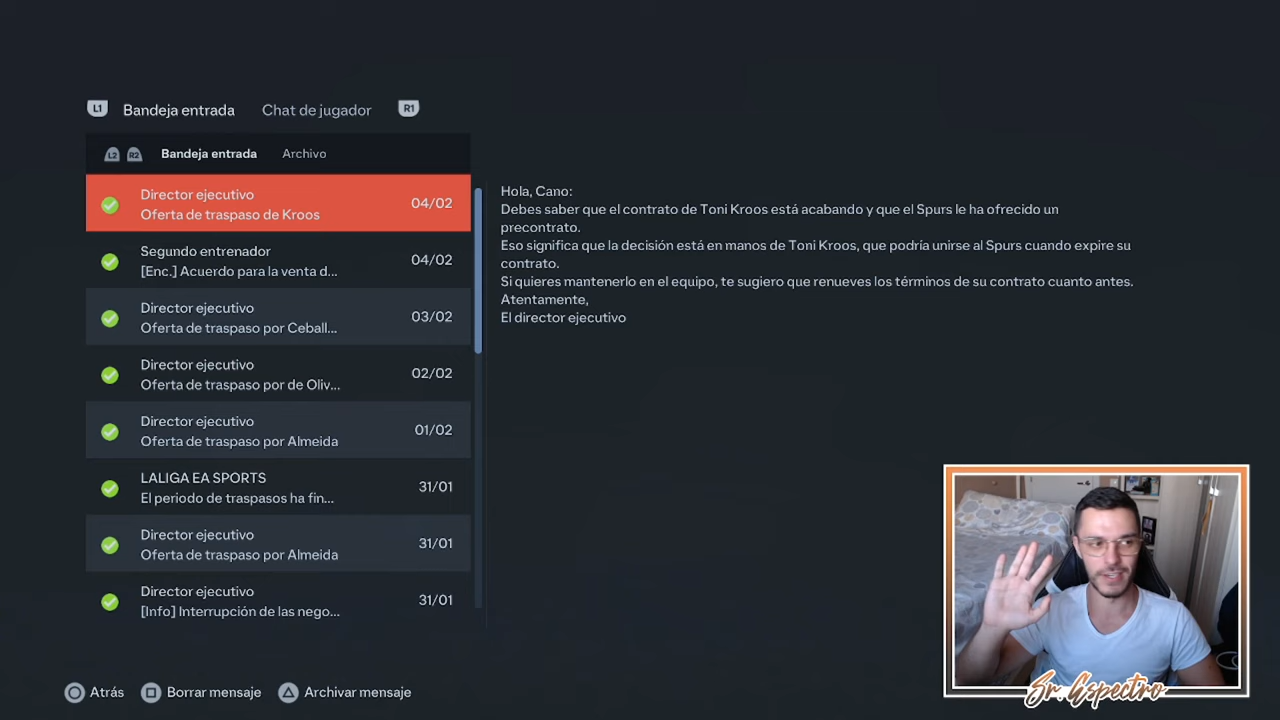 L1 Bandeja entrada Chat de jugador R1
L2 R2 Bandeja entrada Archivo
Director ejecutivo
Oferta de traspaso de Kroos
04/02
Segundo entrenador
[Enc.] Acuerdo para la venta d...
04/02
Director ejecutivo
Oferta de traspaso por Ceball...
03/02
Director ejecutivo
Oferta de traspaso por de Oliv...
02/02
Director ejecutivo
Oferta de traspaso por Almeida
01/02
LALIGA EA SPORTS
El periodo de traspasos ha fin...
31/01
Director ejecutivo
Oferta de traspaso por Almeida
31/01
Director ejecutivo
[Info] Interrupción de las nego...
31/01
Hola, Cano:
Debes saber que el contrato de Toni Kroos está acabando y que el Spurs le ha ofrecido un
precontrato.
Eso significa que la decisión está en manos de Toni Kroos, que podría unirse al Spurs cuando expire su
contrato.
Si quieres mantenerlo en el equipo, te sugiero que renueves los términos de su contrato cuanto antes.
Atentamente,
El director ejecutivo
Atrás Borrar mensaje Archivar mensaje
Sr. Aspectro